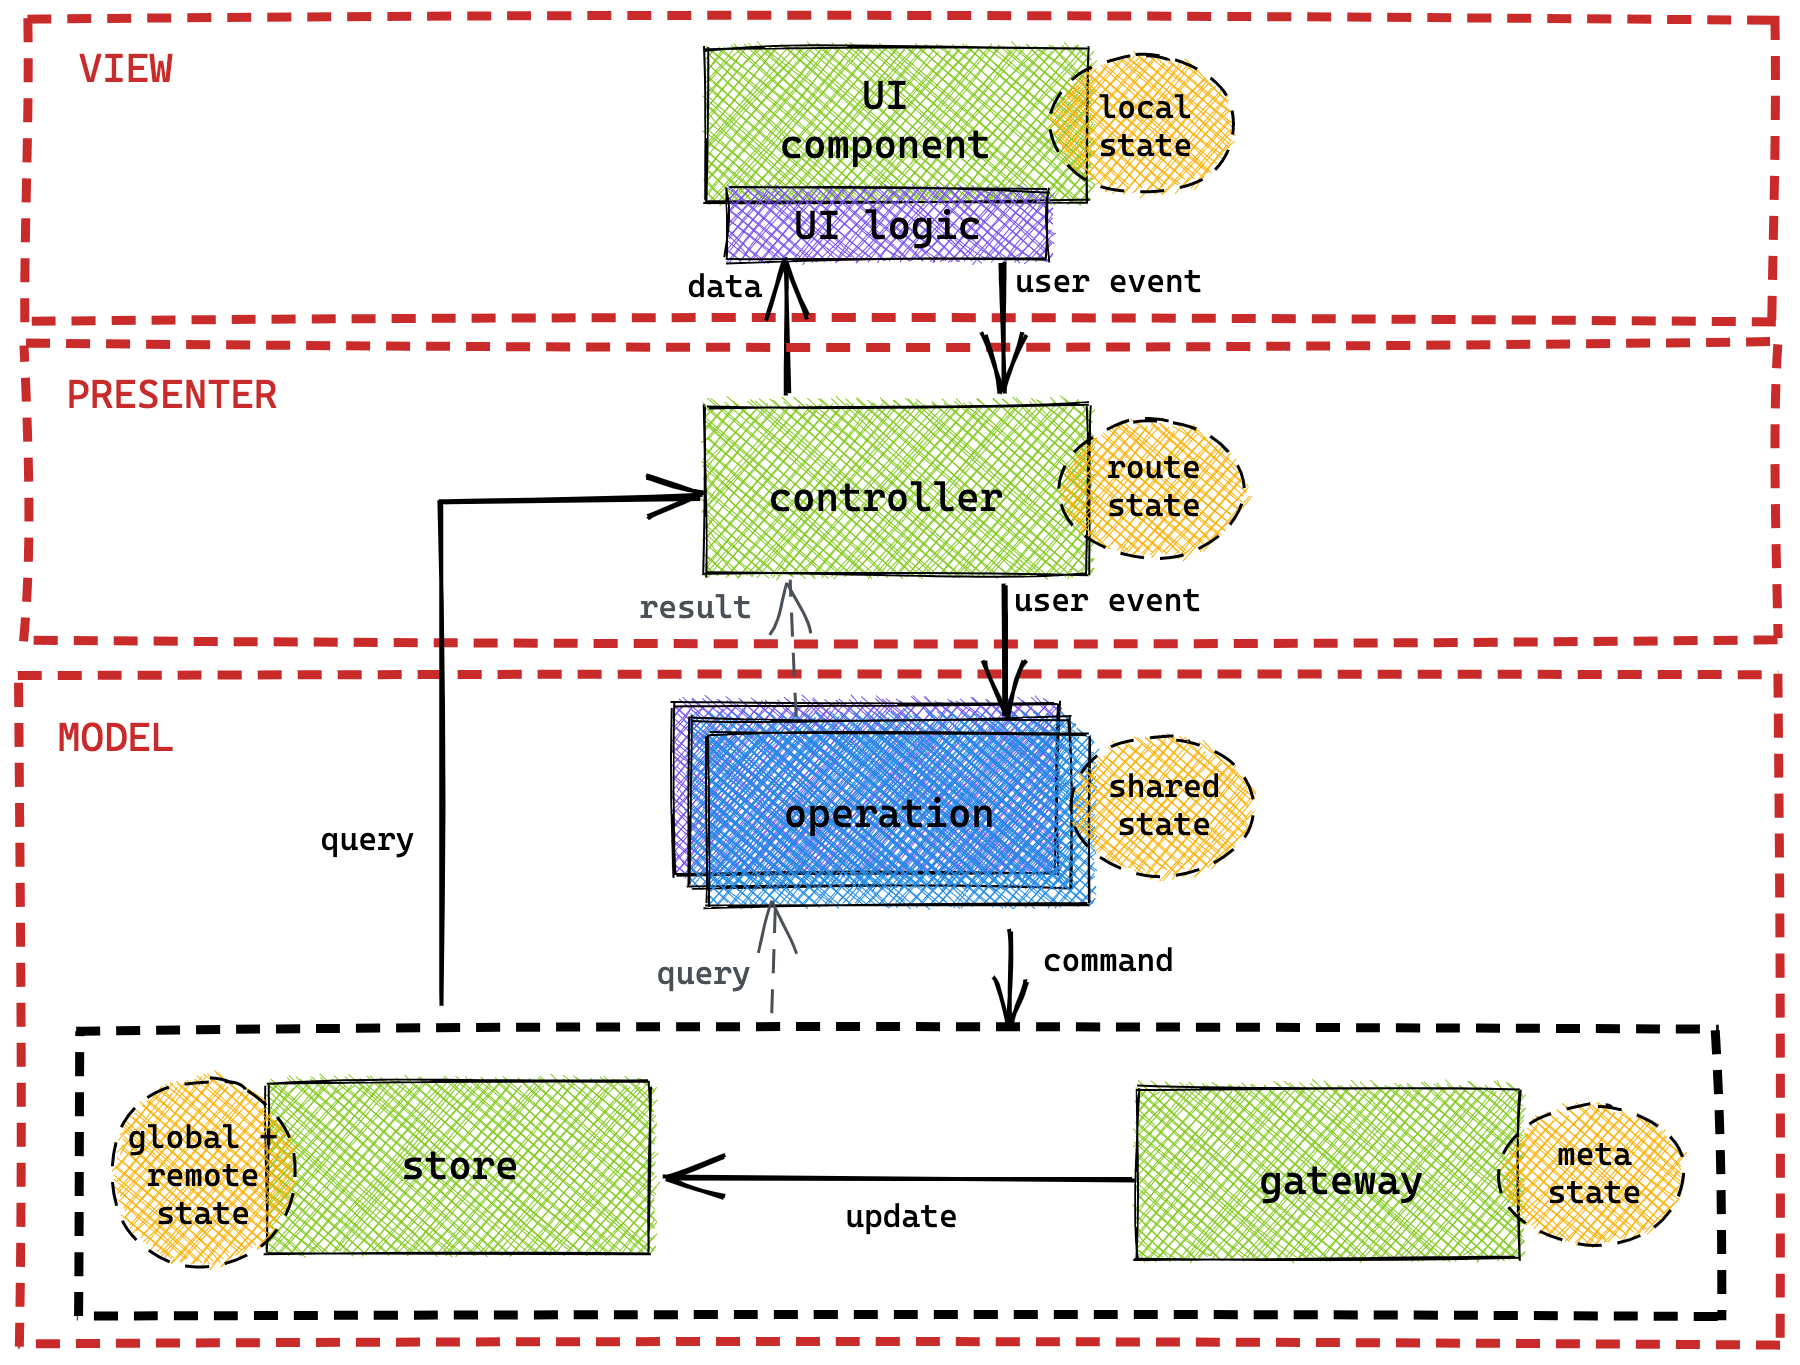 VIEW
UI
component
local
state
UI logic
data
user event
PRESENTER
controller
route
state
result
user event
MODEL
operation
shared
state
query
query
command
global +
remote
state
store
update
gateway
meta
state